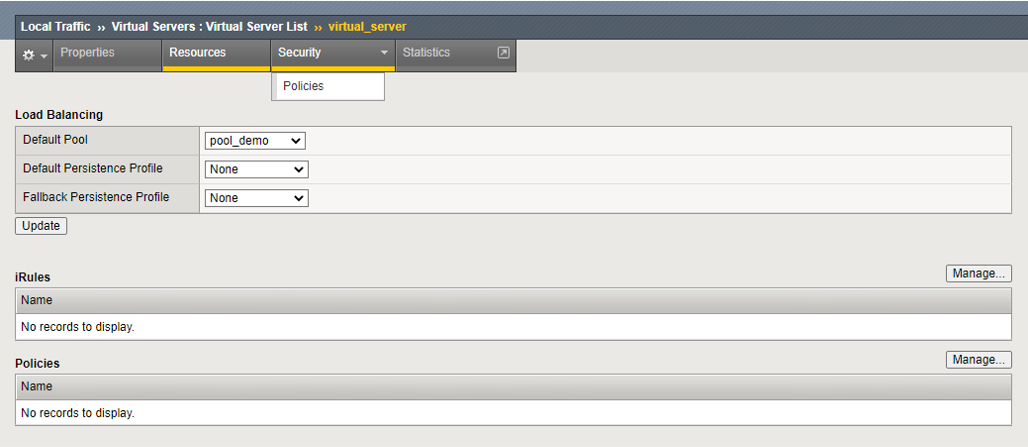 Local Traffic ›› Virtual Servers : Virtual Server List ›› virtual_server
Properties Resources Security Statistics
Policies
Load Balancing
Default Pool pool_demo
Default Persistence Profile None
Fallback Persistence Profile None
Update
iRules Manage...
Name
No records to display.
Policies Manage...
Name
No records to display.